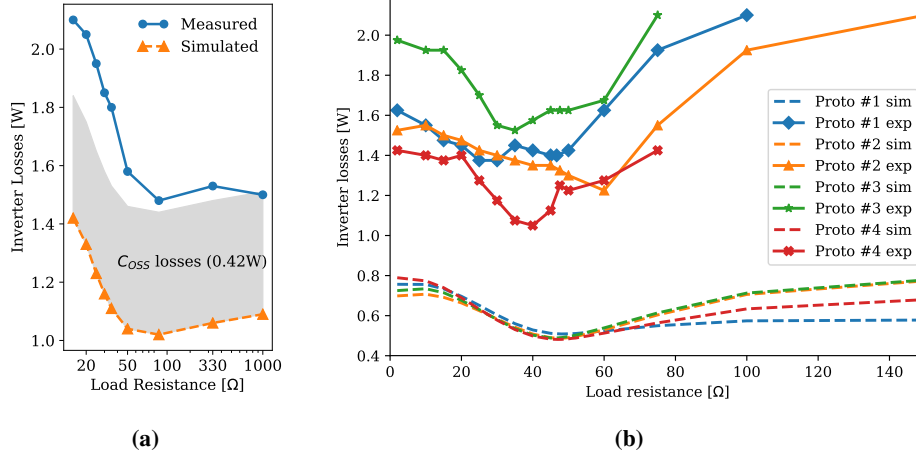 Measured
Simulated
2.0
1.8
1.6
1.4
1.2
1.0
Inverter Losses [W]
C_OSS losses (0.42W)
20 50 100 330 1000
Load Resistance [Ω]
(a)
2.0
1.8
1.6
1.4
1.2
1.0
0.8
0.6
0.4
Inverter losses [W]
Proto #1 sim
Proto #1 exp
Proto #2 sim
Proto #2 exp
Proto #3 sim
Proto #3 exp
Proto #4 sim
Proto #4 exp
0 20 40 60 80 100 120 140
Load resistance [Ω]
(b)